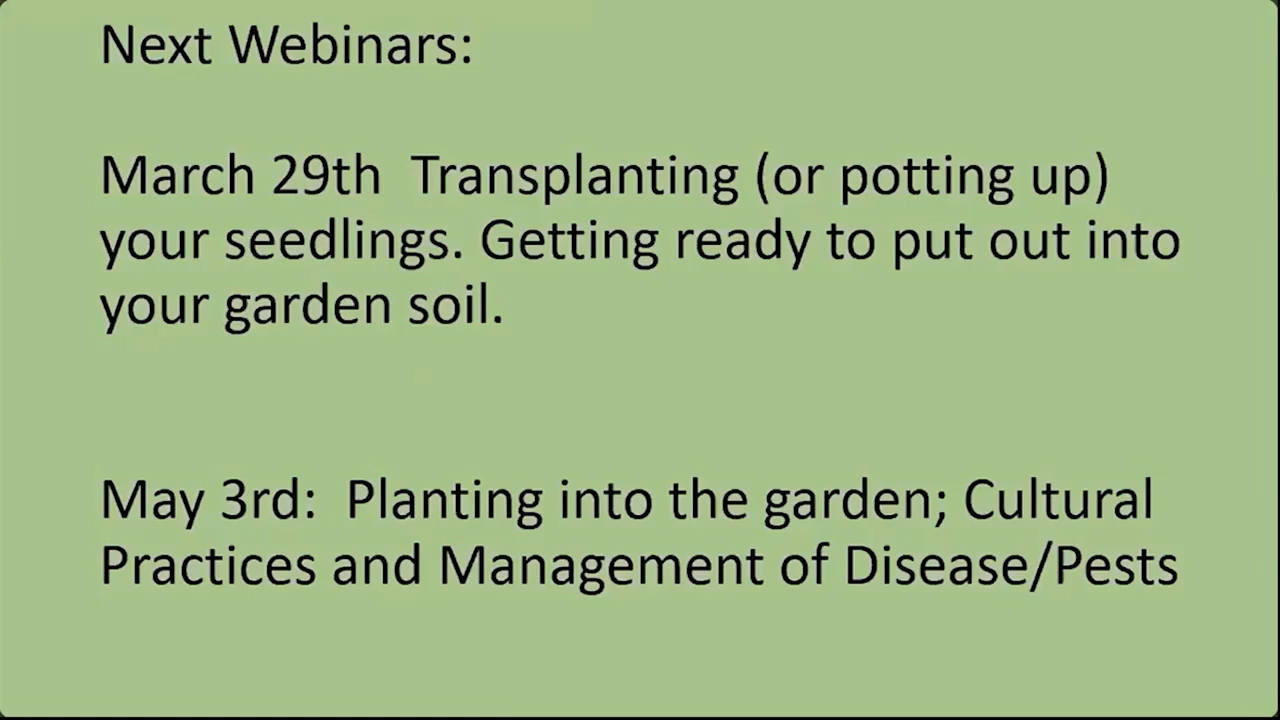 Next Webinars:
March 29th  Transplanting (or potting up)
your seedlings. Getting ready to put out into
your garden soil.
May 3rd:  Planting into the garden; Cultural
Practices and Management of Disease/Pests